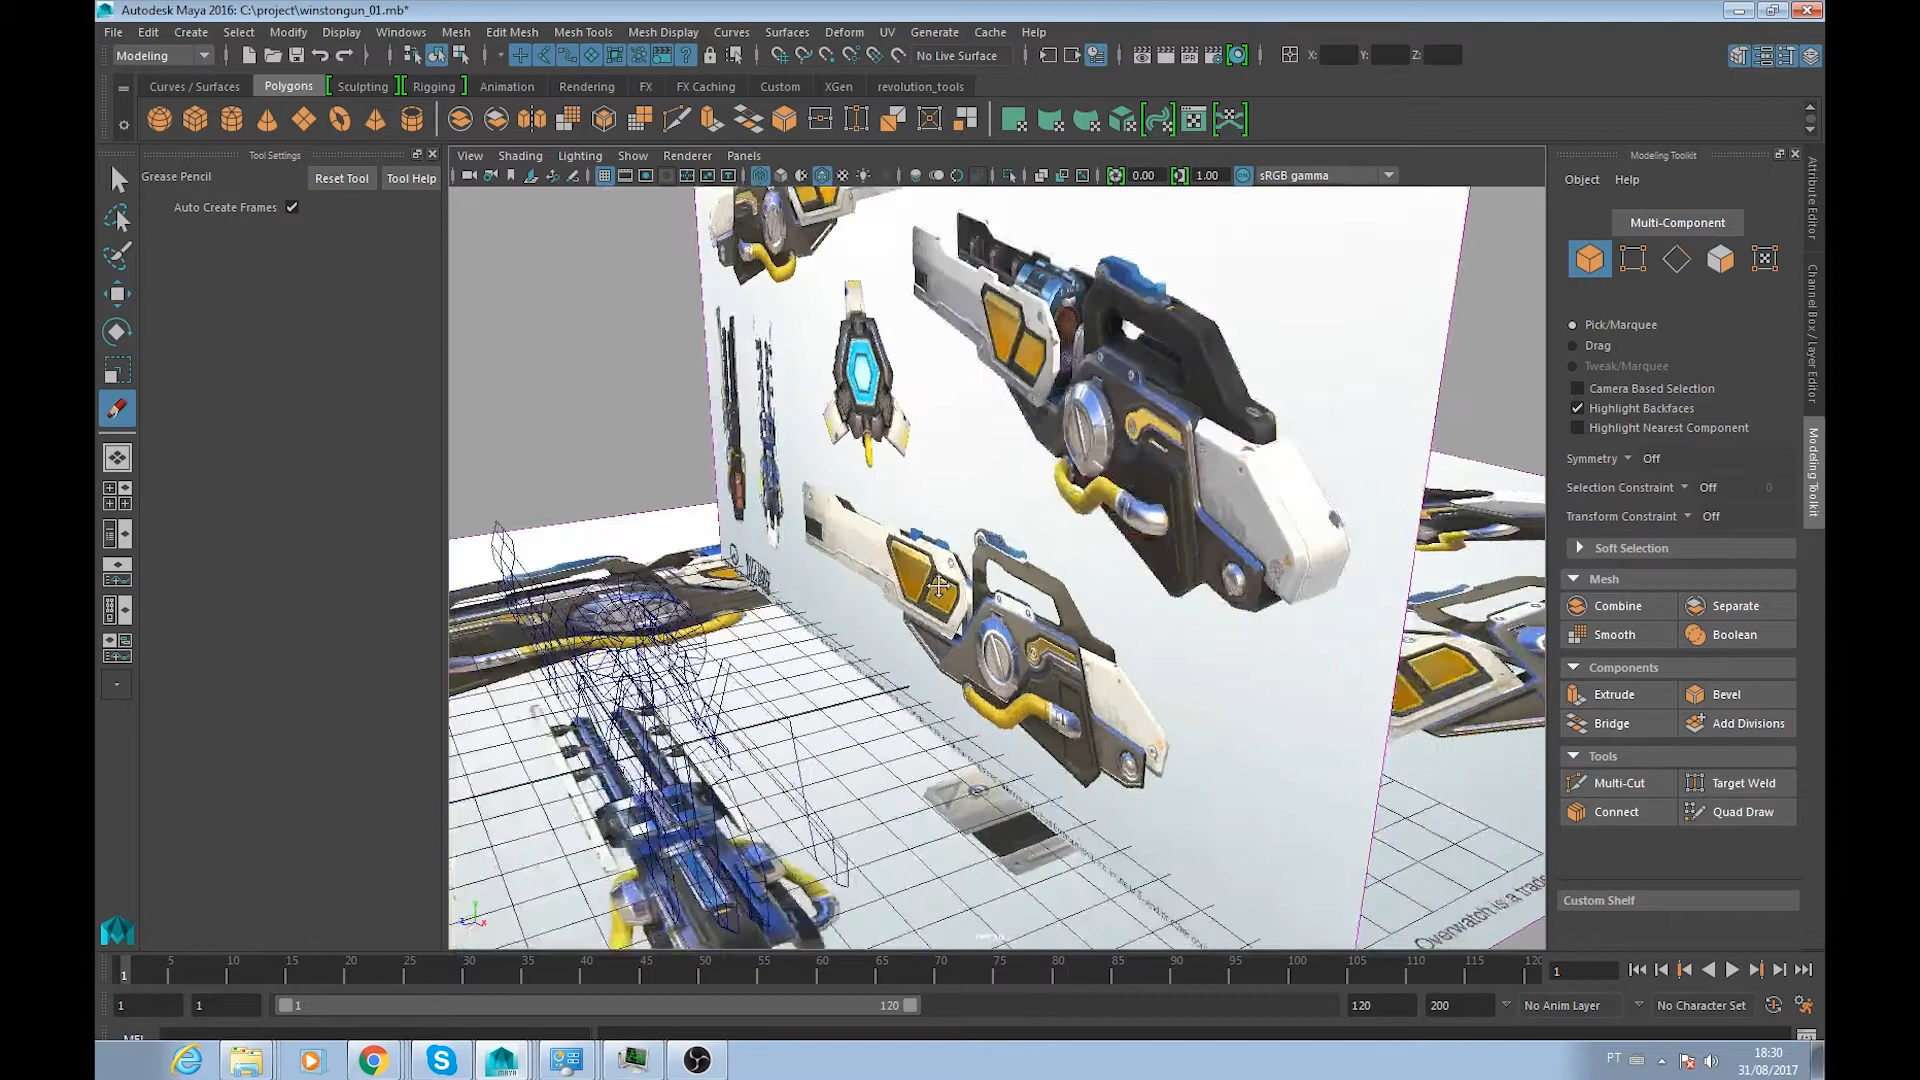 Autodesk Maya 2016: C:\project\winstongun_01.mb*
File Edit Create Select Modify Display Windows Mesh Edit Mesh Mesh Tools Mesh Display Curves Surfaces Deform UV Generate Cache Help
Modeling No Live Surface X: Y: Z:
Curves / Surfaces Polygons Sculpting Rigging Animation Rendering FX FX Caching Custom XGen revolution_tools
IPR
Tool Settings
Grease Pencil Reset Tool Tool Help
Auto Create Frames
View Shading Lighting Show Renderer Panels
0.00 1.00 sRGB gamma
Modeling Toolkit
Object Help
Multi-Component
Pick/Marquee
Drag
Tweak/Marquee
Camera Based Selection
Highlight Backfaces
Highlight Nearest Component
Symmetry Off
Selection Constraint Off 0
Transform Constraint Off
Soft Selection
Mesh
Combine Separate
Smooth Boolean
Components
Extrude Bevel
Bridge Add Divisions
Tools
Multi-Cut Target Weld
Connect Quad Draw
Custom Shelf
Attribute Editor
Channel Box / Layer Editor
Modeling Toolkit
Overwatch is a trade
1 5 10 15 20 25 30 35 40 45 50 55 60 65 70 75 80 85 90 95 100 105 110 115 120 1
1 1 1 120 120 200 No Anim Layer No Character Set
MEL
MAYA
PT 18:30
31/08/2017